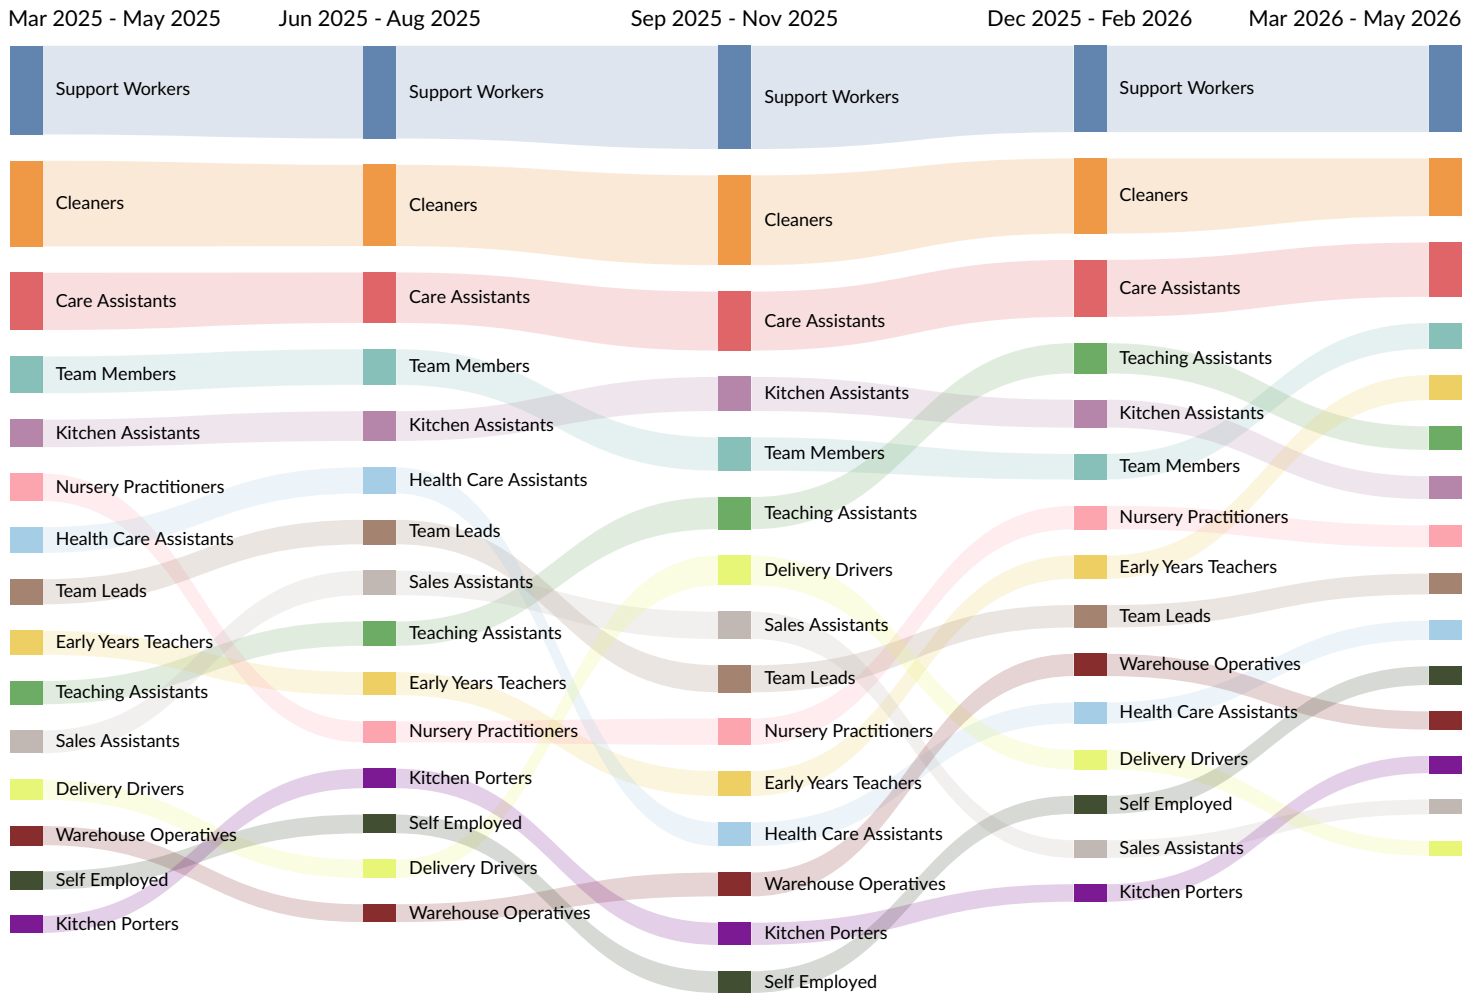 Mar 2025 - May 2025
Jun 2025 - Aug 2025
Sep 2025 - Nov 2025
Dec 2025 - Feb 2026
Mar 2026 - May 2026
Support Workers
Cleaners
Care Assistants
Team Members
Kitchen Assistants
Nursery Practitioners
Health Care Assistants
Team Leads
Early Years Teachers
Teaching Assistants
Sales Assistants
Delivery Drivers
Warehouse Operatives
Self Employed
Kitchen Porters
Support Workers
Cleaners
Care Assistants
Team Members
Kitchen Assistants
Health Care Assistants
Team Leads
Sales Assistants
Teaching Assistants
Early Years Teachers
Nursery Practitioners
Kitchen Porters
Self Employed
Delivery Drivers
Warehouse Operatives
Support Workers
Cleaners
Care Assistants
Kitchen Assistants
Team Members
Teaching Assistants
Delivery Drivers
Sales Assistants
Team Leads
Nursery Practitioners
Early Years Teachers
Health Care Assistants
Warehouse Operatives
Kitchen Porters
Self Employed
Support Workers
Cleaners
Care Assistants
Teaching Assistants
Kitchen Assistants
Team Members
Nursery Practitioners
Early Years Teachers
Team Leads
Warehouse Operatives
Health Care Assistants
Delivery Drivers
Self Employed
Sales Assistants
Kitchen Porters